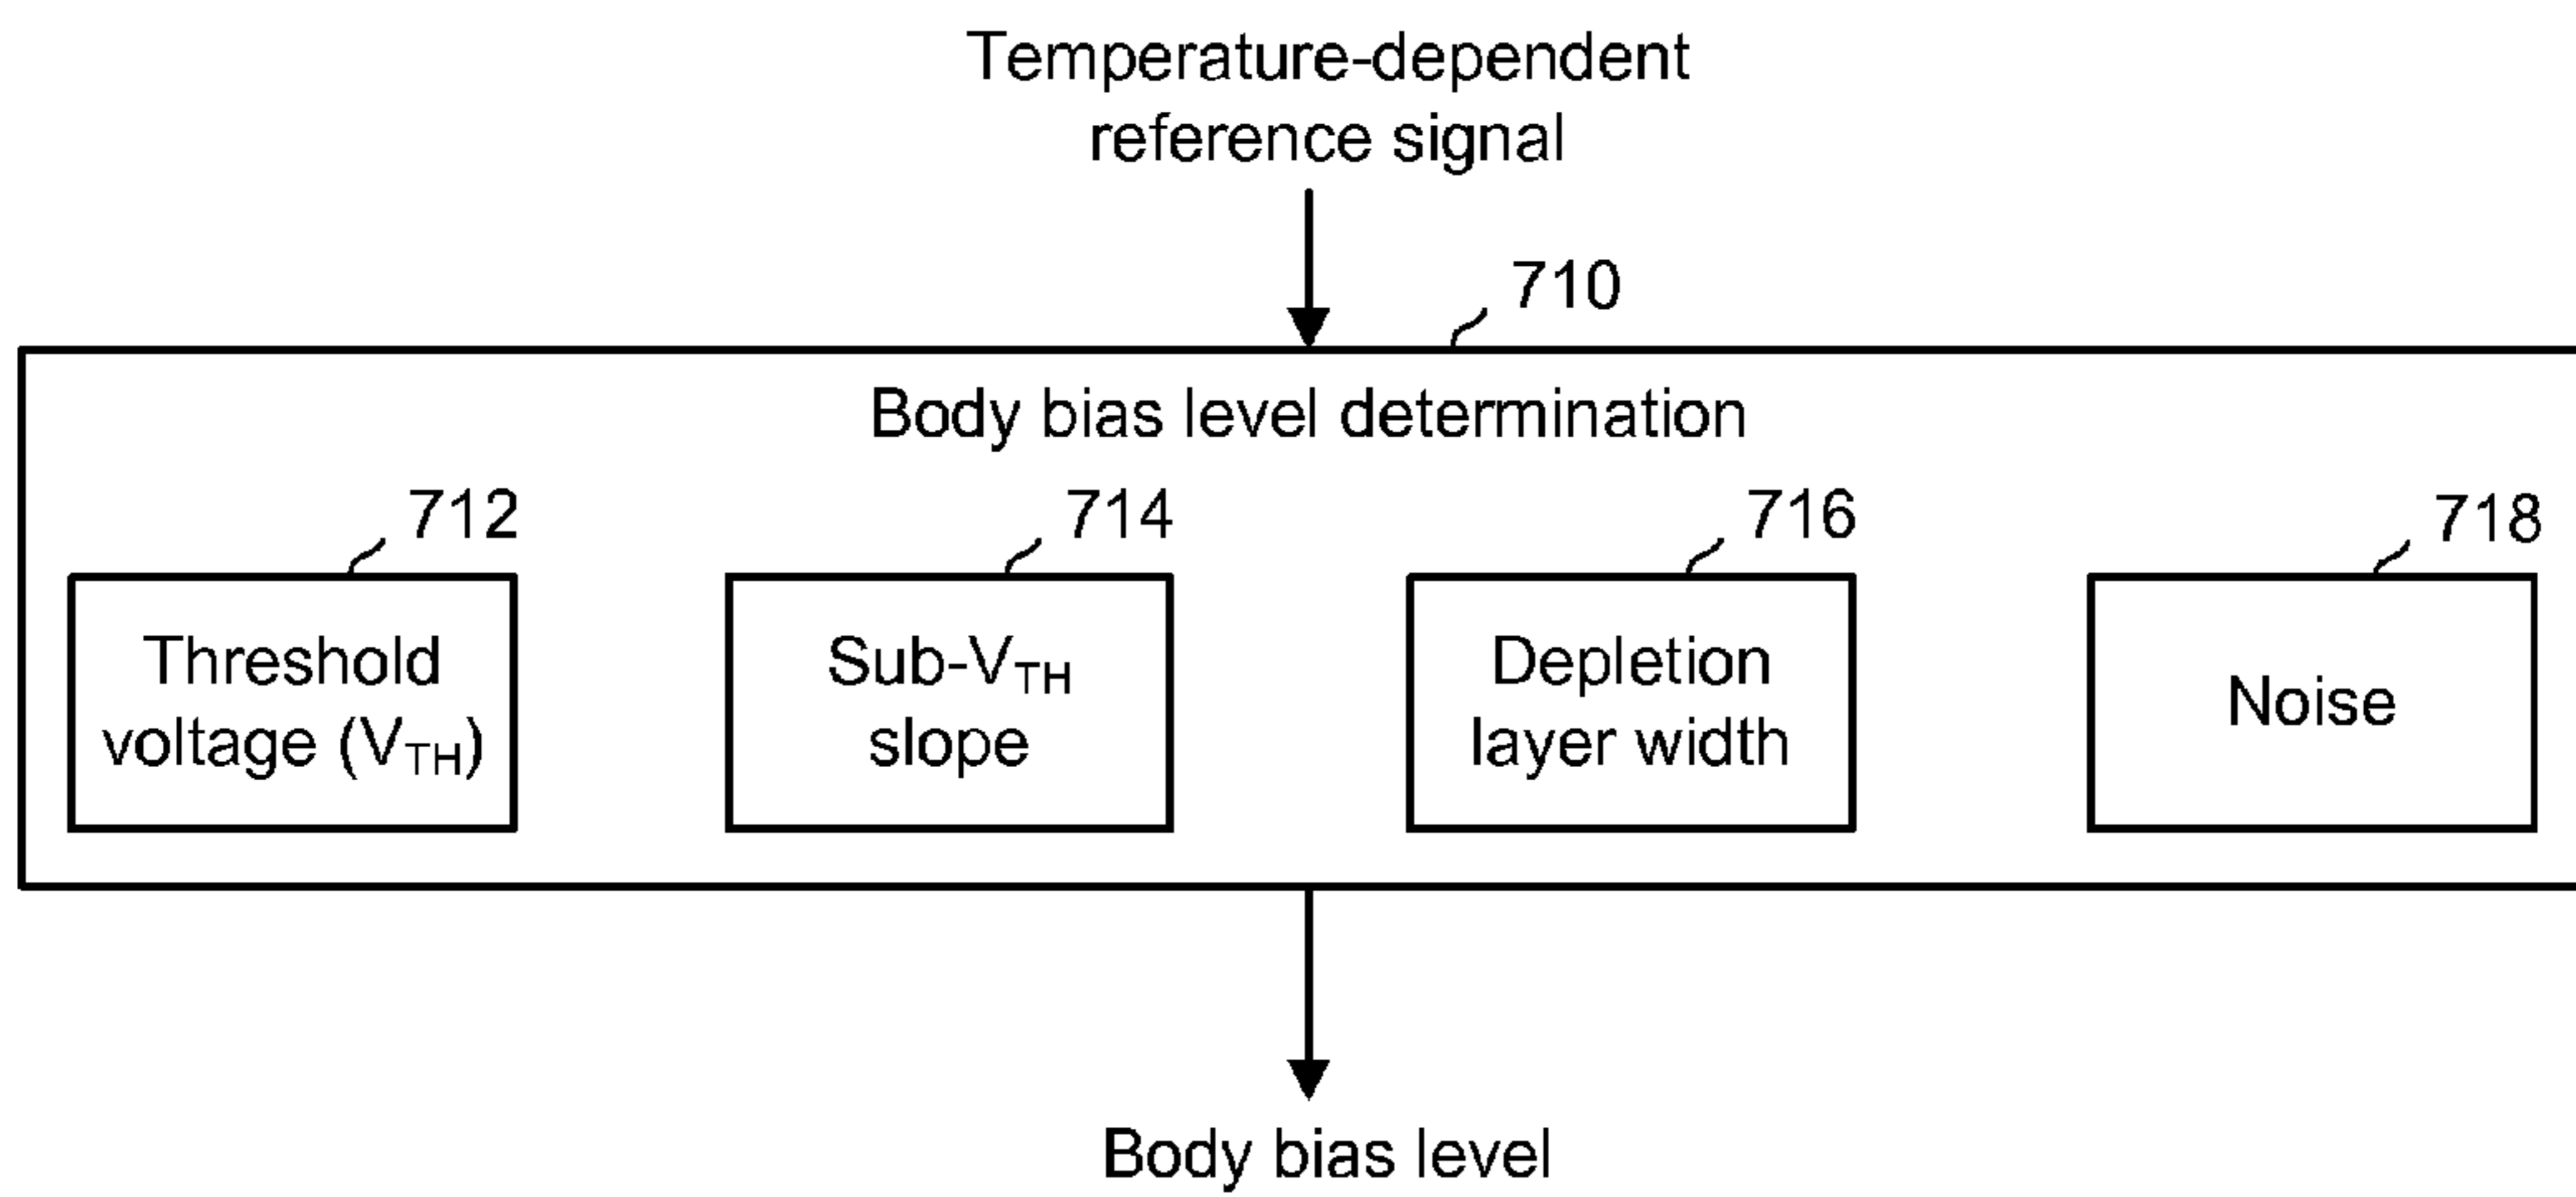 Temperature-dependent
reference signal
710
Body bias level determination
712
714
716
718
Threshold
voltage (VTH)
Sub-VTH
slope
Depletion
layer width
Noise
Body bias level